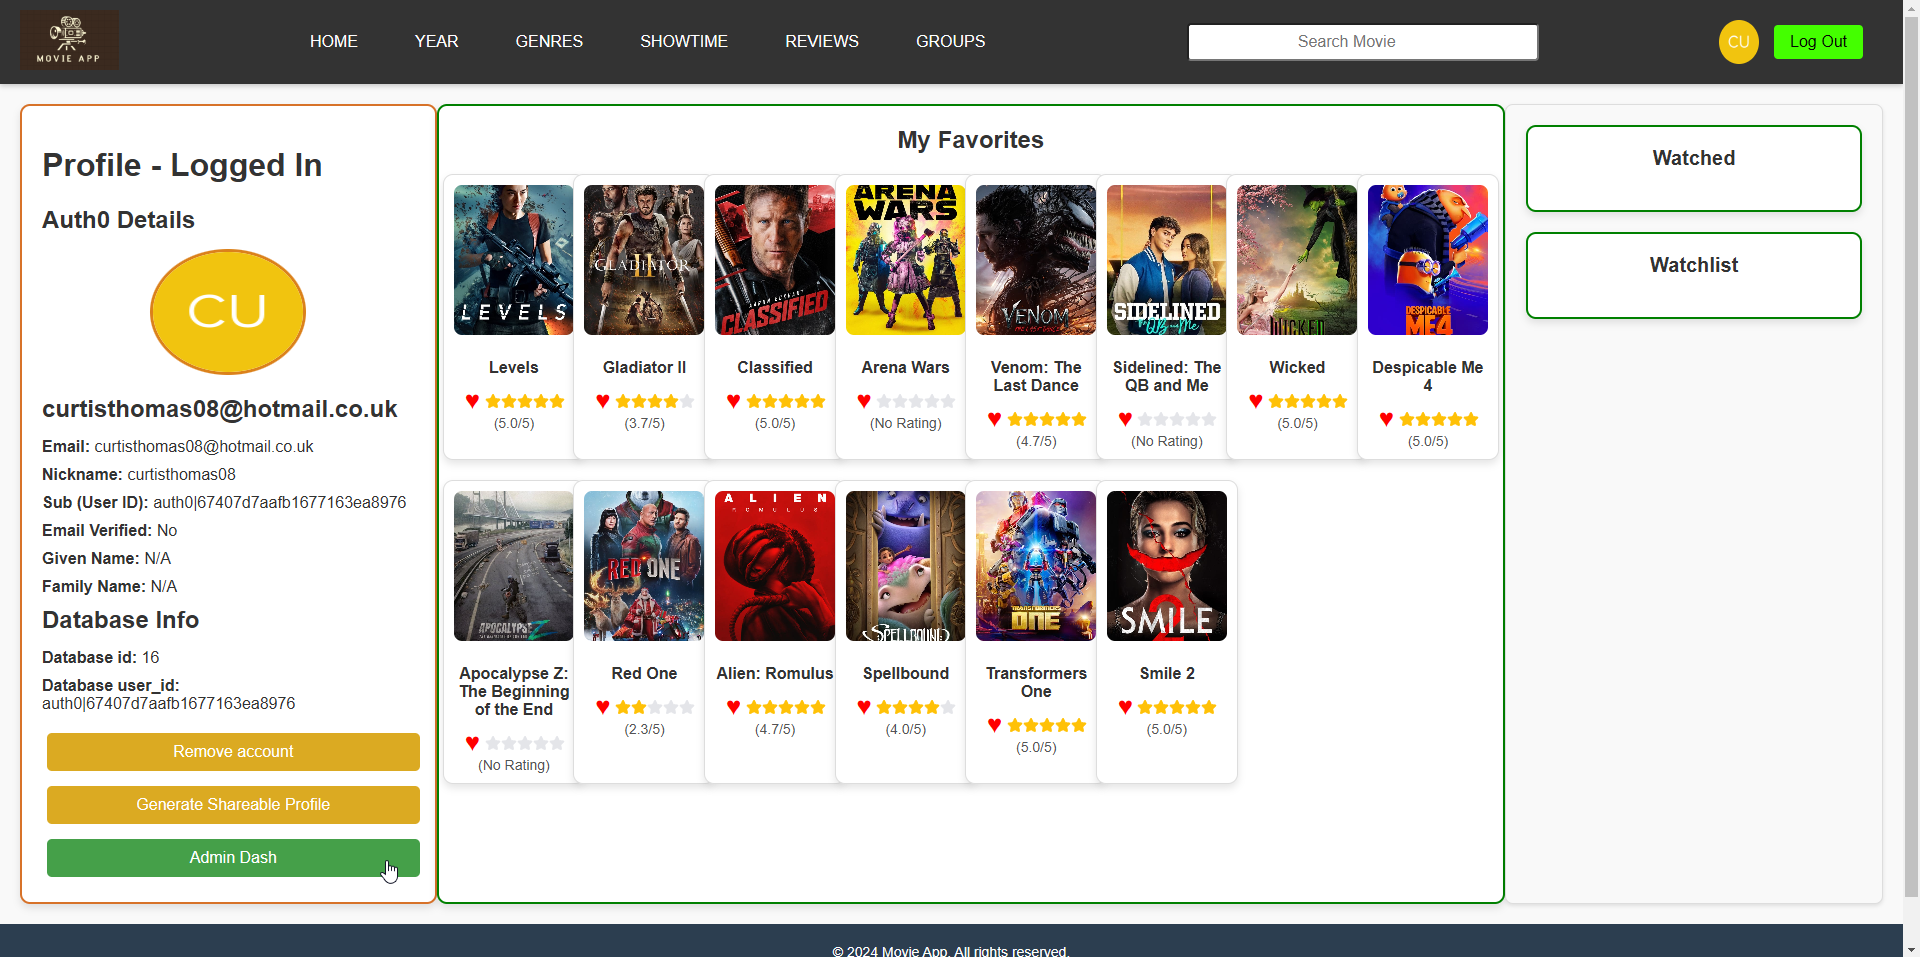 MOVIE APP
HOME
YEAR
GENRES
SHOWTIME
REVIEWS
GROUPS
Search Movie
CU
Log Out
Profile - Logged In
Auth0 Details
CU
curtisthomas08@hotmail.co.uk
Email: curtisthomas08@hotmail.co.uk
Nickname: curtisthomas08
Sub (User ID): auth0|67407d7aafb1677163ea8976
Email Verified: No
Given Name: N/A
Family Name: N/A
Database Info
Database id: 16
Database user_id:
auth0|67407d7aafb1677163ea8976
Remove account
Generate Shareable Profile
Admin Dash
My Favorites
LEVELS
Levels
(5.0/5)
GLADIATOR
II
Gladiator II
(3.7/5)
CLASSIFIED
Classified
(5.0/5)
ARENA
WARS
Arena Wars
(No Rating)
VENOM
Venom: The
Last Dance
(4.7/5)
SIDELINED
QB and Me
Sidelined: The
QB and Me
(No Rating)
WICKED
Wicked
(5.0/5)
DESPICABLE
ME4
Despicable Me
4
(5.0/5)
APOCALYPSE Z
Apocalypse Z:
The Beginning
of the End
(No Rating)
RED ONE
Red One
(2.3/5)
ALIEN
ROMULUS
Alien: Romulus
(4.7/5)
SPELLBOUND
Spellbound
(4.0/5)
TRANSFORMERS
ONE
Transformers
One
(5.0/5)
SMILE
2
Smile 2
(5.0/5)
Watched
Watchlist
© 2024 Movie App. All rights reserved.